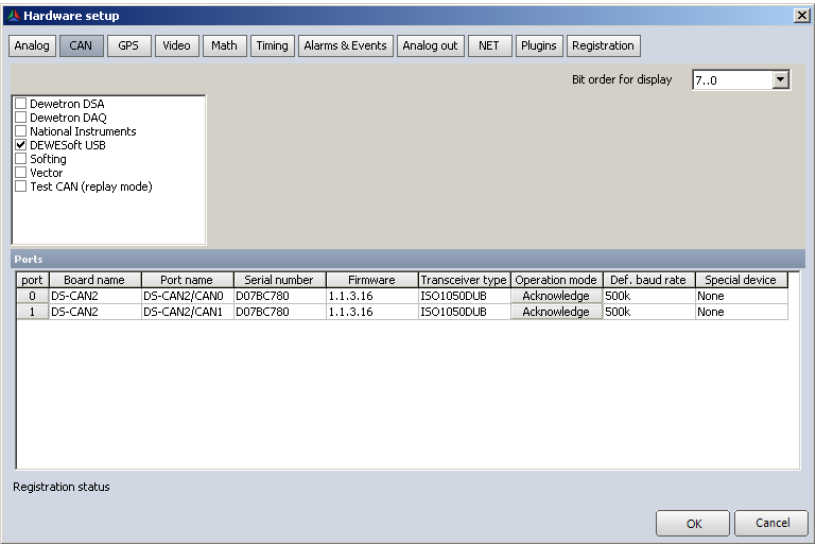 Hardware setup
Analog CAN GPS Video Math Timing Alarms & Events Analog out NET Plugins Registration
Bit order for display 7..0
Dewetron DSA
Dewetron DAQ
National Instruments
DEWESoft USB
Softing
Vector
Test CAN (replay mode)
Ports
port Board name Port name Serial number Firmware Transceiver type Operation mode Def. baud rate Special device
0 DS-CAN2 DS-CAN2/CAN0 D07BC780 1.1.3.16 ISO1050DUB Acknowledge 500k None
1 DS-CAN2 DS-CAN2/CAN1 D07BC780 1.1.3.16 ISO1050DUB Acknowledge 500k None
Registration status
OK Cancel